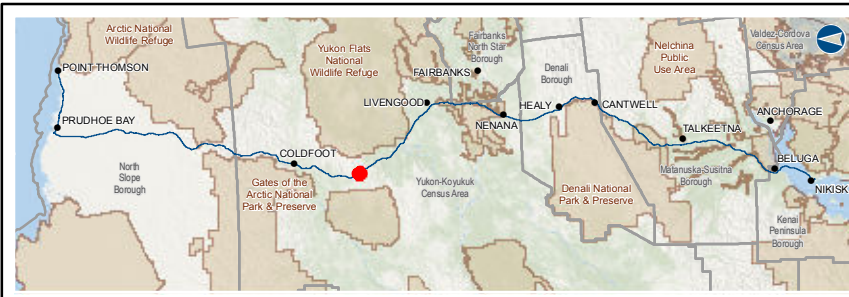 Arctic National
Wildlife Refuge
Yukon Flats
National
Wildlife Refuge
Fairbanks
North Star
Borough
Denali
Borough
Nelchina
Public
Use Area
Valdez-Cordova
Census Area
POINT THOMSON
FAIRBANKS
LIVENGOOD
HEALY
CANTWELL
ANCHORAGE
PRUDHOE BAY
NENANA
TALKEETNA
COLDFOOT
BELUGA
NIKISKI
North
Slope
Borough
Gates of the
Arctic National
Park & Preserve
Yukon-Koyukuk
Census Area
Denali National
Park & Preserve
Matanuska-Susitna
Borough
Kenai
Peninsula
Borough